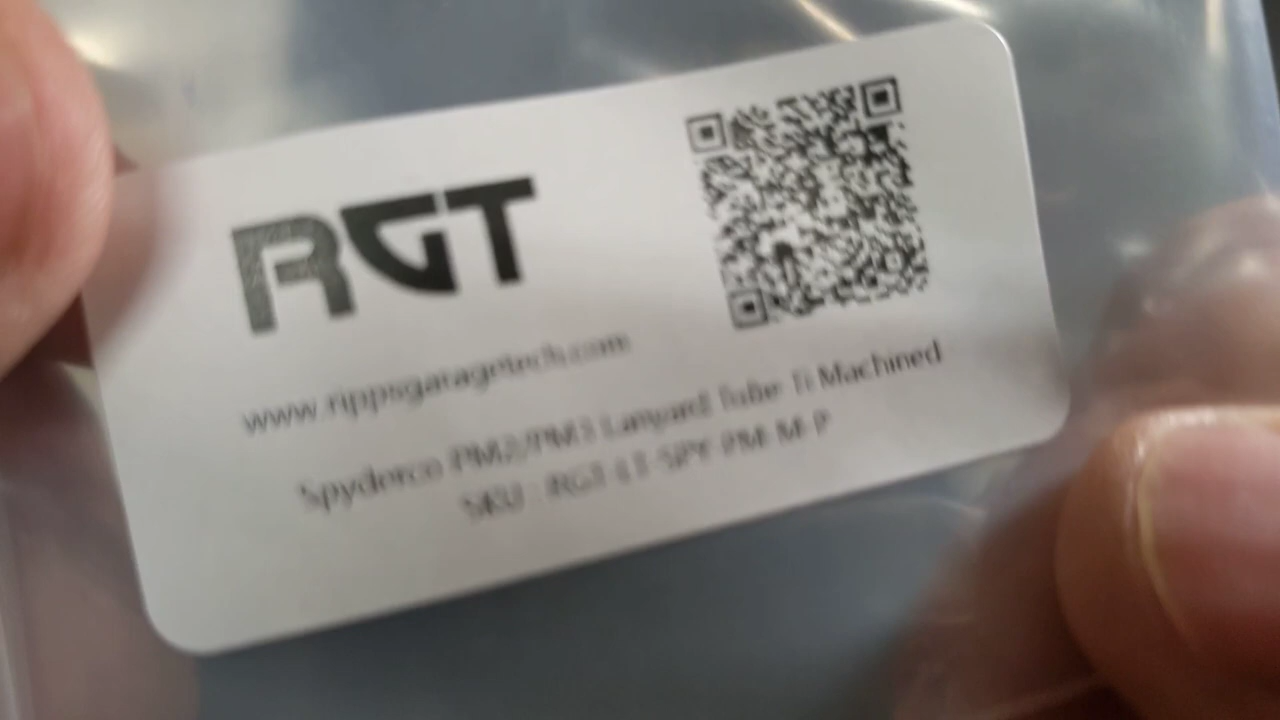 RGT
www.rippsgaragetech.com
Spyderco PM2/PM3 Lanyard Tube Ti Machined
SKU : RGT-LT-SPY-PM-M-P